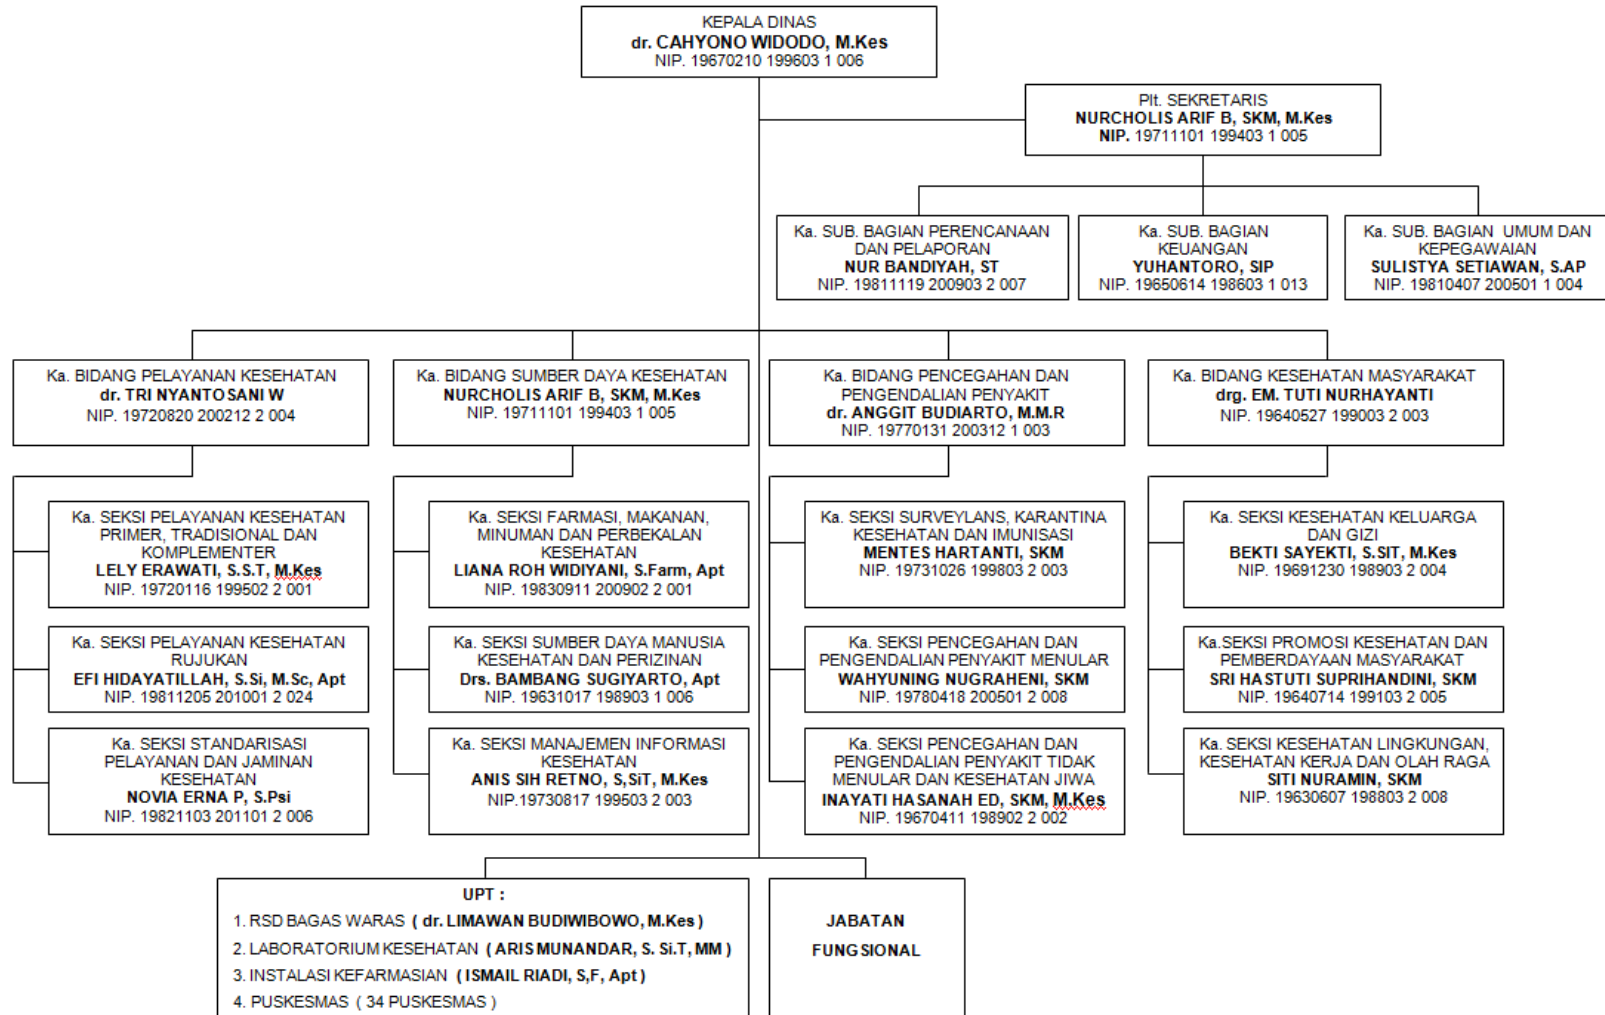 KEPALA DINAS
dr. CAHYONO WIDODO, M.Kes
NIP. 19670210 199603 1 006
Plt. SEKRETARIS
NURCHOLIS ARIF B, SKM, M.Kes
NIP. 19711101 199403 1 005
Ka. SUB. BAGIAN PERENCANAAN
DAN PELAPORAN
NUR BANDIYAH, ST
NIP. 19811119 200903 2 007
Ka. SUB. BAGIAN
KEUANGAN
YUHANTORO, SIP
NIP. 19650614 198603 1 013
Ka. SUB. BAGIAN UMUM DAN
KEPEGAWAIAN
SULISTYA SETIAWAN, S.AP
NIP. 19810407 200501 1 004
Ka. BIDANG PELAYANAN KESEHATAN
dr. TRI NYANTOSANI W
NIP. 19720820 200212 2 004
Ka. BIDANG SUMBER DAYA KESEHATAN
NURCHOLIS ARIF B, SKM, M.Kes
NIP. 19711101 199403 1 005
Ka. BIDANG PENCEGAHAN DAN
PENGENDALIAN PENYAKIT
dr. ANGGIT BUDIARTO, M.M.R
NIP. 19770131 200312 1 003
Ka. BIDANG KESEHATAN MASYARAKAT
drg. EM. TUTI NURHAYANTI
NIP. 19640527 199003 2 003
Ka. SEKSI PELAYANAN KESEHATAN
PRIMER, TRADISIONAL DAN
KOMPLEMENTER
LELY ERAWATI, S.S.T, M.Kes
NIP. 19720116 199502 2 001
Ka. SEKSI FARMASI, MAKANAN,
MINUMAN DAN PERBEKALAN
KESEHATAN
LIANA ROH WIDIYANI, S.Farm, Apt
NIP. 19830911 200902 2 001
Ka. SEKSI SURVEYLANS, KARANTINA
KESEHATAN DAN IMUNISASI
MENTES HARTANTI, SKM
NIP. 19731026 199803 2 003
Ka. SEKSI KESEHATAN KELUARGA
DAN GIZI
BEKTI SAYEKTI, S.SIT, M.Kes
NIP. 19691230 198903 2 004
Ka. SEKSI PELAYANAN KESEHATAN
RUJUKAN
EFI HIDAYATILLAH, S.Si, M.Sc, Apt
NIP. 19811205 201001 2 024
Ka. SEKSI SUMBER DAYA MANUSIA
KESEHATAN DAN PERIZINAN
Drs. BAMBANG SUGIYARTO, Apt
NIP. 19631017 198903 1 006
Ka. SEKSI PENCEGAHAN DAN
PENGENDALIAN PENYAKIT MENULAR
WAHYUNING NUGRAHENI, SKM
NIP. 19780418 200501 2 008
Ka.SEKSI PROMOSI KESEHATAN DAN
PEMBERDAYAAN MASYARAKAT
SRI HASTUTI SUPRIHANDINI, SKM
NIP. 19640714 199103 2 005
Ka. SEKSI STANDARISASI
PELAYANAN DAN JAMINAN
KESEHATAN
NOVIA ERNA P, S.Psi
NIP. 19821103 201101 2 006
Ka. SEKSI MANAJEMEN INFORMASI
KESEHATAN
ANIS SIH RETNO, S,SiT, M.Kes
NIP.19730817 199503 2 003
Ka. SEKSI PENCEGAHAN DAN
PENGENDALIAN PENYAKIT TIDAK
MENULAR DAN KESEHATAN JIWA
INAYATI HASANAH ED, SKM, M.Kes
NIP. 19670411 198902 2 002
Ka. SEKSI KESEHATAN LINGKUNGAN,
KESEHATAN KERJA DAN OLAH RAGA
SITI NURAMIN, SKM
NIP. 19630607 198803 2 008
UPT :
1. RSD BAGAS WARAS ( dr. LIMAWAN BUDIWIBOWO, M.Kes )
2. LABORATORIUM KESEHATAN ( ARIS MUNANDAR, S. Si.T, MM )
3. INSTALASI KEFARMASIAN ( ISMAIL RIADI, S,F, Apt )
4. PUSKESMAS ( 34 PUSKESMAS )
JABATAN
FUNGSIONAL